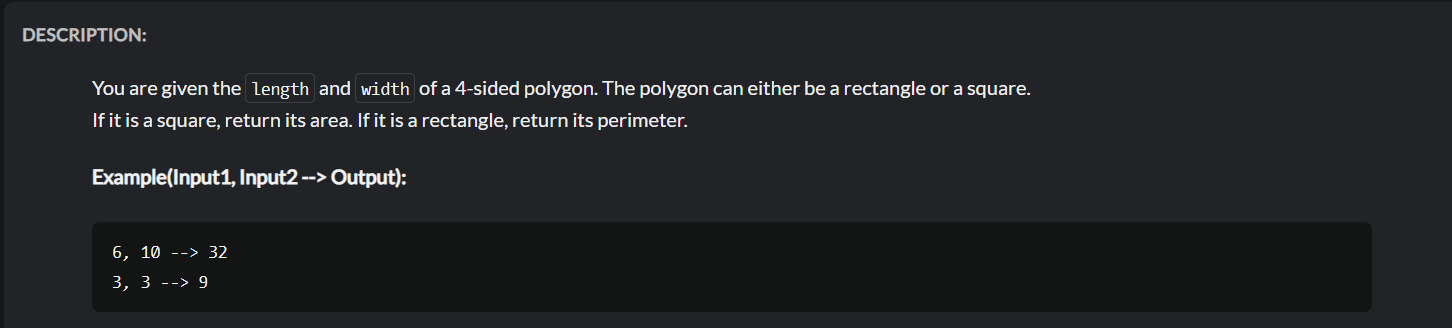 DESCRIPTION:
You are given the length and width of a 4-sided polygon. The polygon can either be a rectangle or a square.
If it is a square, return its area. If it is a rectangle, return its perimeter.
Example(Input1, Input2 --> Output):
6, 10 --> 32
3, 3 --> 9